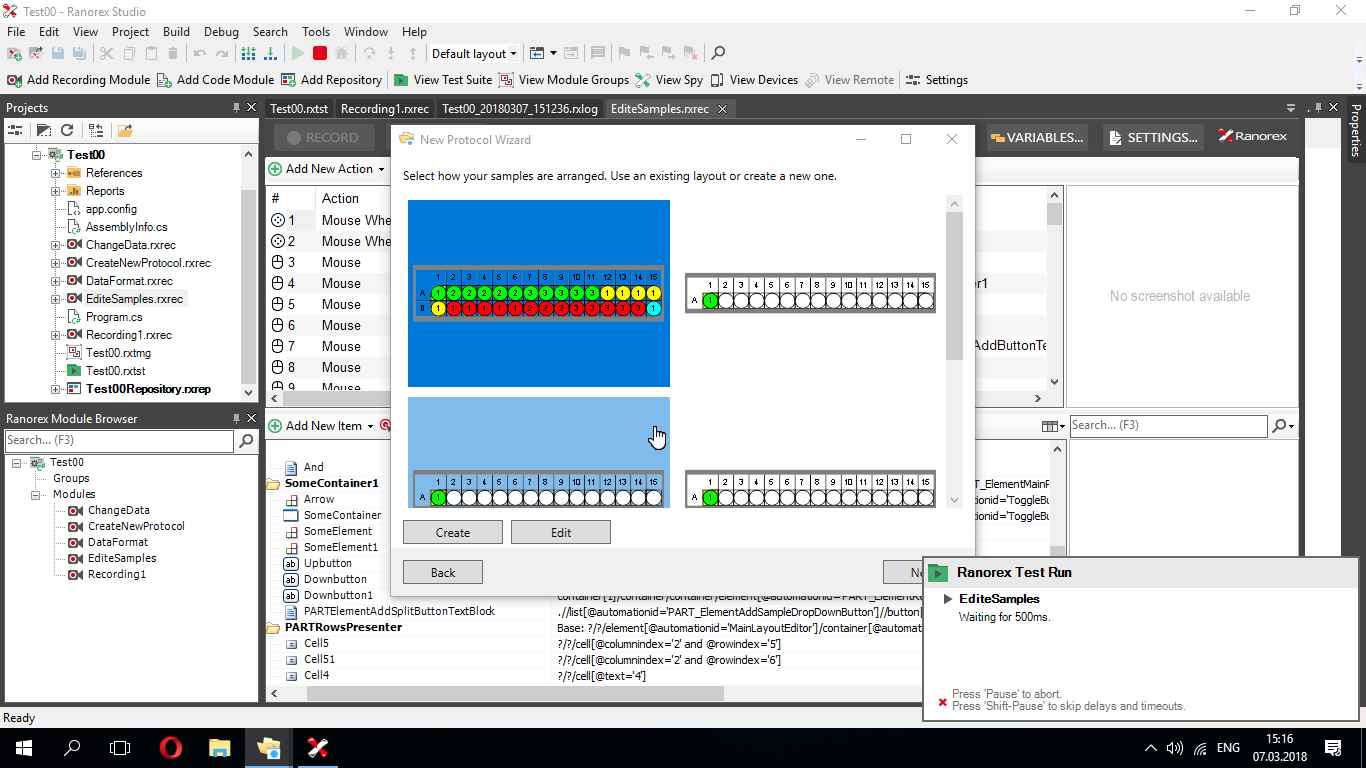 Test00 - Ranorex Studio
File Edit View Project Build Debug Search Tools Window Help
Default layout
Add Recording Module Add Code Module Add Repository View Test Suite View Module Groups View Spy View Devices View Remote Settings
Projects
Test00.rxtst Recording1.rxrec Test00_20180307_151236.rxlog EditeSamples.rxrec
Properties
RECORD
VARIABLES... SETTINGS... Ranorex
Test00
References
Reports
app.config
AssemblyInfo.cs
ChangeData.rxrec
CreateNewProtocol.rxrec
DataFormat.rxrec
EditeSamples.rxrec
Program.cs
Recording1.rxrec
Test00.rxtmg
Test00.rxtst
Test00Repository.rxrep
Add New Action
# Action
1 Mouse Whe
2 Mouse Whe
3 Mouse
4 Mouse
5 Mouse
6 Mouse
7 Mouse
8 Mouse
9 Mouse
er1
AddButtonTe
No screenshot available
New Protocol Wizard
Select how your samples are arranged. Use an existing layout or create a new one.
1 2 3 4 5 6 7 8 9 10 11 12 13 14 15
A 1 2 2 2 2 2 2 3 3 3 3 1 1 1 1
B 1 1 1 1 1 2 2 2 2 3 3 3 3 3 1
1 2 3 4 5 6 7 8 9 10 11 12 13 14 15
A 1
1 2 3 4 5 6 7 8 9 10 11 12 13 14 15
A 1
1 2 3 4 5 6 7 8 9 10 11 12 13 14 15
A 1
Create Edit
Back Ne
Ranorex Module Browser
Search... (F3)
Test00
Groups
Modules
ChangeData
CreateNewProtocol
DataFormat
EditeSamples
Recording1
Add New Item
Search... (F3)
And
SomeContainer1
Arrow
SomeContainer
SomeElement
SomeElement1
Upbutton
Downbutton
Downbutton1
PARTElementAddSplitButtonTextBlock
PARTRowsPresenter
Cell5
Cell51
Cell4
T_ElementMainR
tionid='ToggleBu
tionid='ToggleBu
container[1]/container/element[@automationid='PART_ElementRe
.//list[@automationid='PART_ElementAddSampleDropDownButton']//button[
Base: ?/?/element[@automationid='MainLayoutEditor']/container[@automat
?/?/cell[@columnindex='2' and @rowindex='5']
?/?/cell[@columnindex='2' and @rowindex='6']
?/?/cell[@text='4']
Ranorex Test Run
EditeSamples
Waiting for 500ms.
Press 'Pause' to abort.
Press 'Shift-Pause' to skip delays and timeouts.
Ready
ENG
15:16
07.03.2018